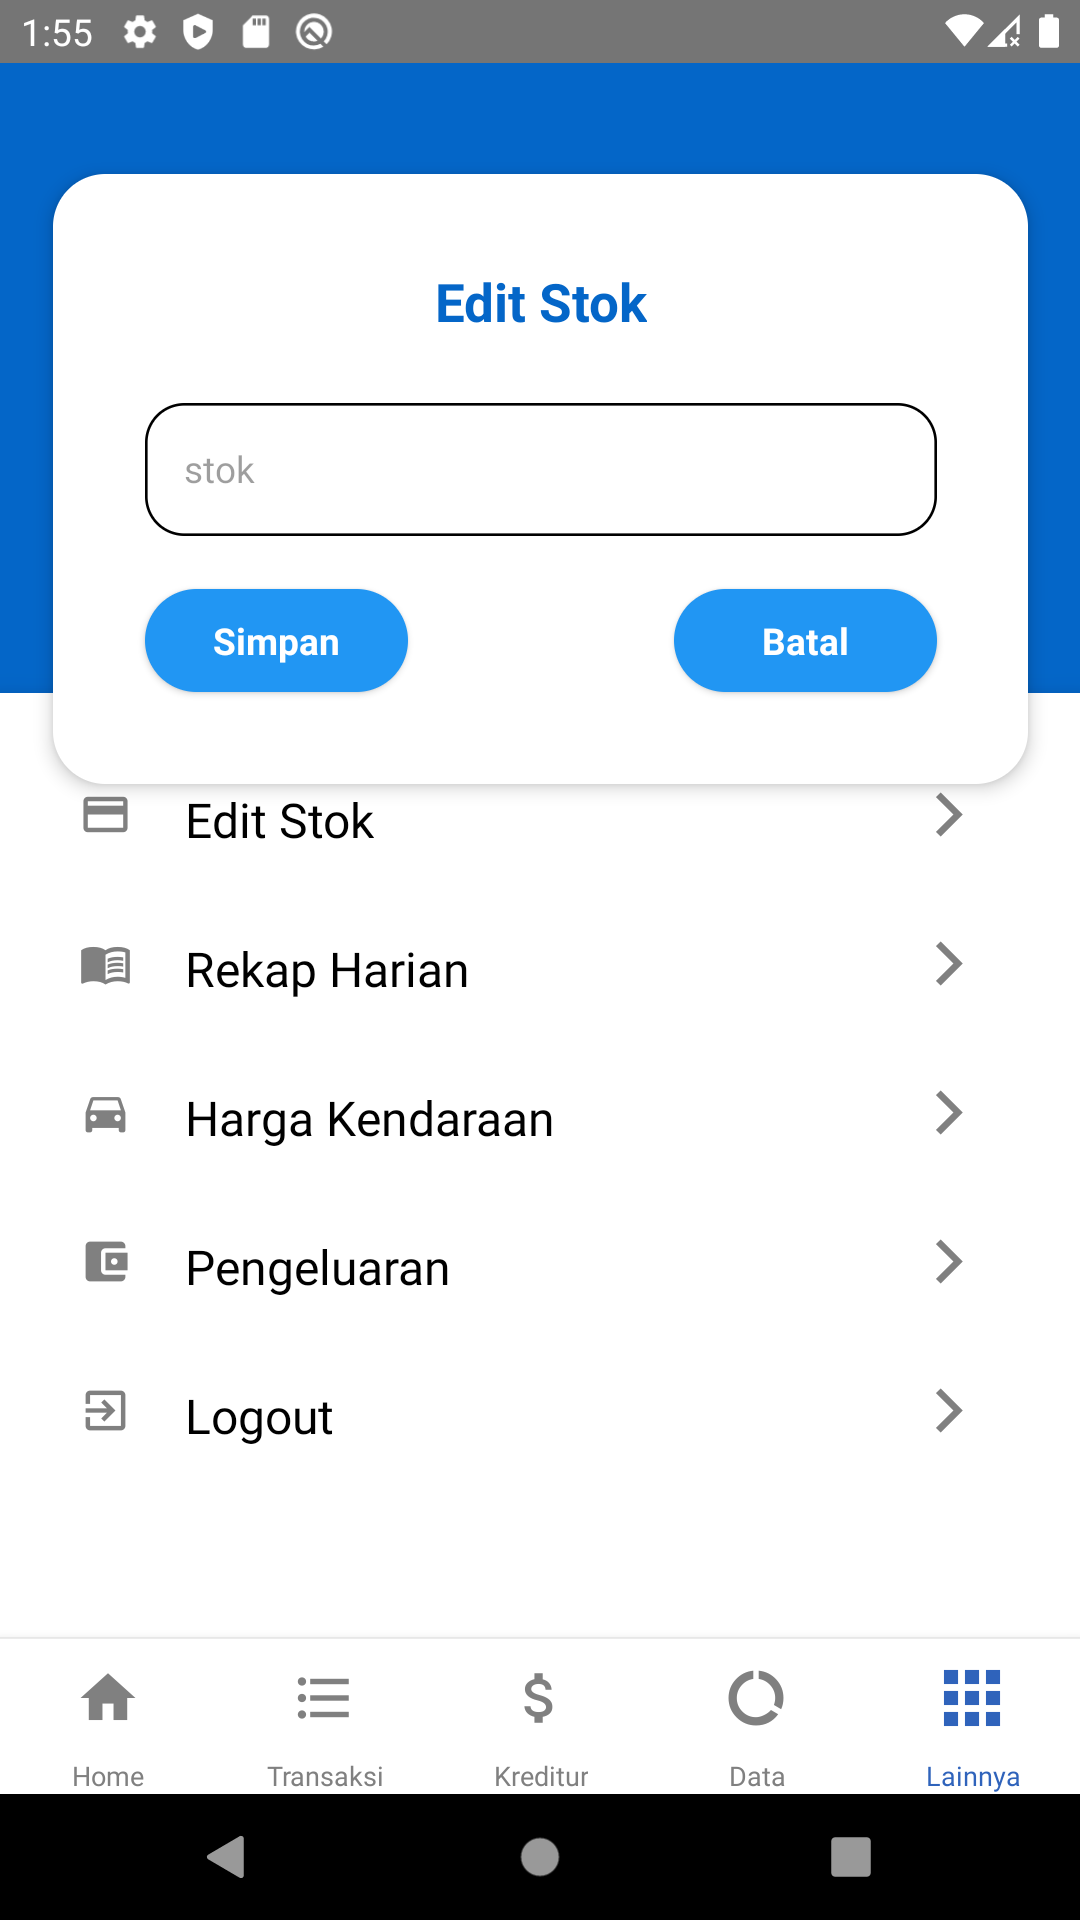 1:55
Edit Stok
stok
Simpan
Batal
Edit Stok
Rekap Harian
Harga Kendaraan
Pengeluaran
Logout
Home
Transaksi
Kreditur
Data
Lainnya